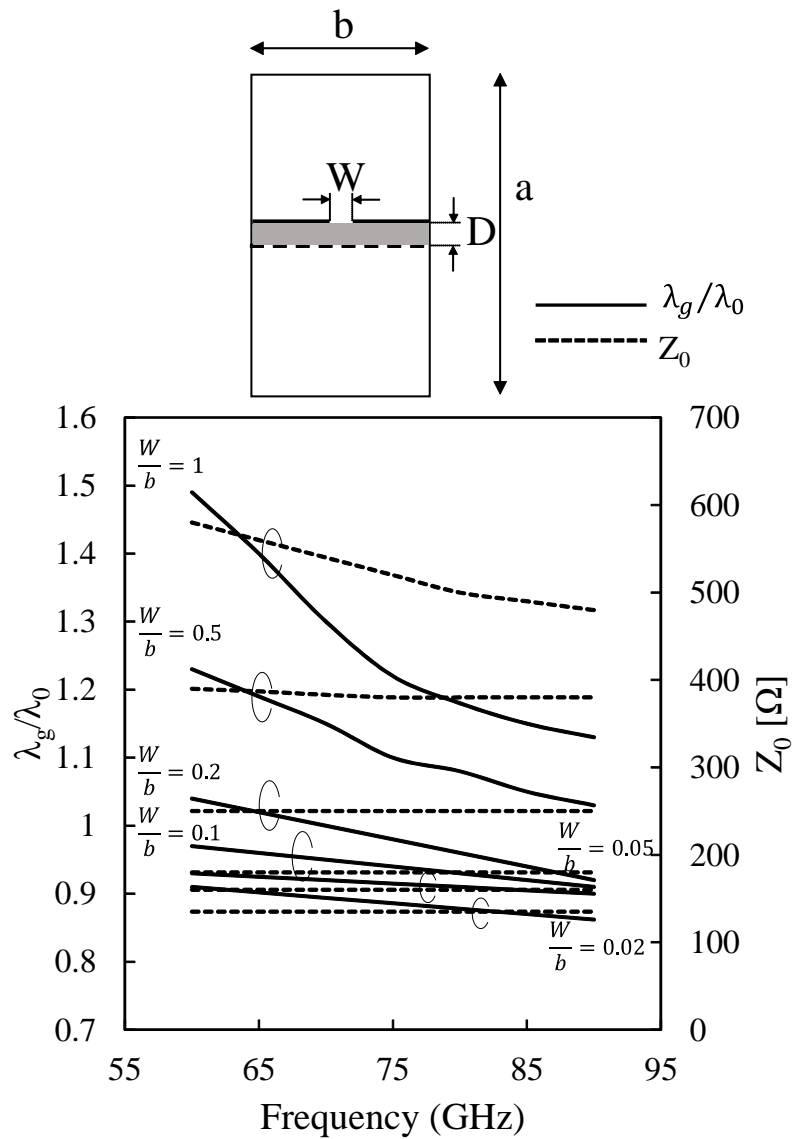 b
W
a
D
λg/λ0
Z0
1.6
1.5
1.4
1.3
1.2
1.1
1
0.9
0.8
0.7
λg/λ0
W/b = 1
W/b = 0.5
W/b = 0.2
W/b = 0.1
W/b = 0.05
W/b = 0.02
700
600
500
400
300
200
100
0
Z0 [Ω]
55 65 75 85 95
Frequency (GHz)